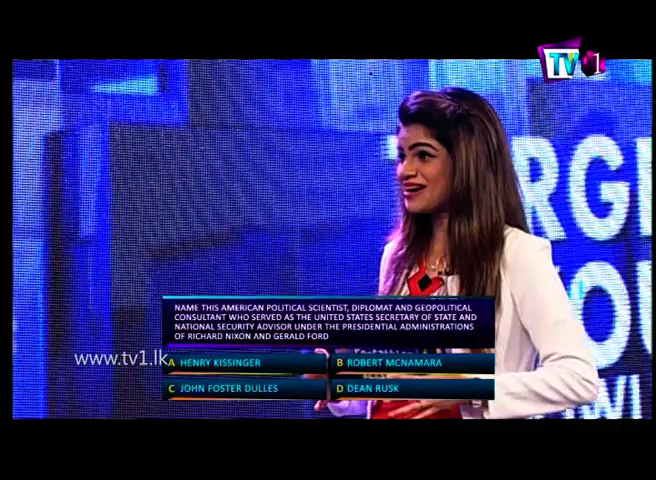 TV1
NAME THIS AMERICAN POLITICAL SCIENTIST, DIPLOMAT AND GEOPOLITICAL
CONSULTANT WHO SERVED AS THE UNITED STATES SECRETARY OF STATE AND
NATIONAL SECURITY ADVISOR UNDER THE PRESIDENTIAL ADMINISTRATIONS
OF RICHARD NIXON AND GERALD FORD
www.tv1.lk
A HENRY KISSINGER
B ROBERT MCNAMARA
C JOHN FOSTER DULLES
D DEAN RUSK